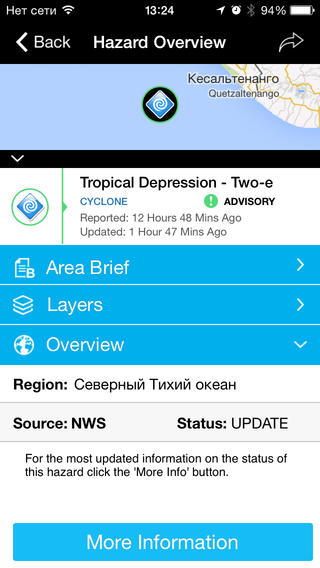 Нет сети 13:24 94%
Back Hazard Overview
Кесальтенанго
Quetzaltenango
Tropical Depression - Two-e
CYCLONE ADVISORY
Reported: 12 Hours 48 Mins Ago
Updated: 1 Hour 47 Mins Ago
Area Brief
Layers
Overview
Region: Северный Тихий океан
Source: NWS Status: UPDATE
For the most updated information on the status of
this hazard click the 'More Info' button.
More Information